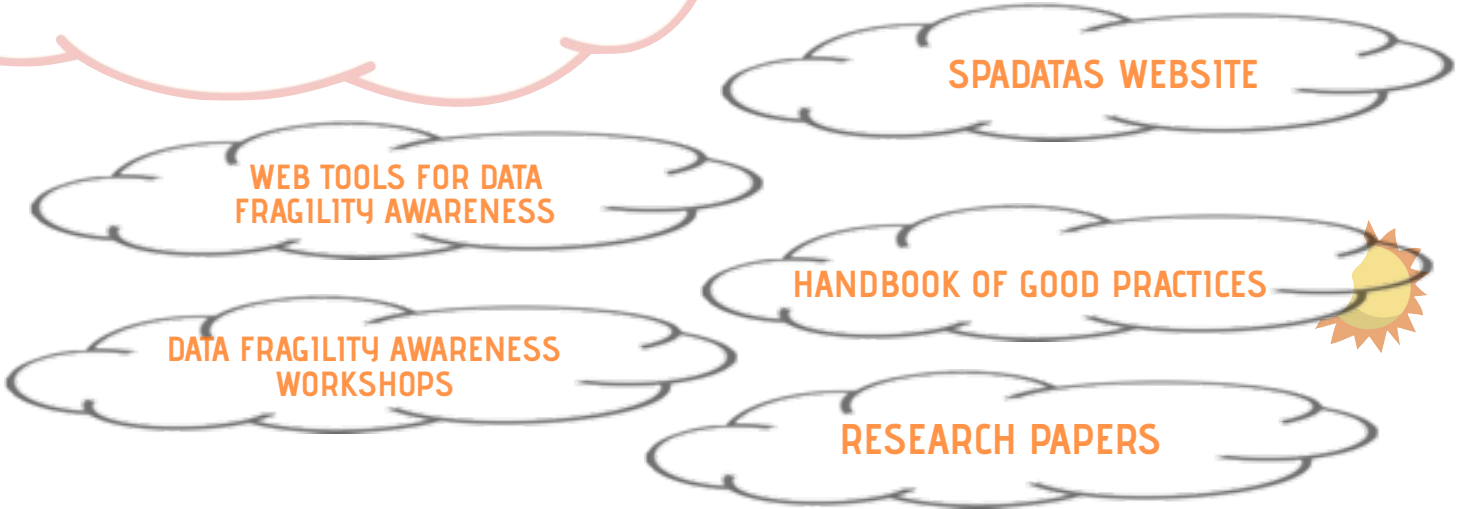 SPADATAS WEBSITE
WEB TOOLS FOR DATA
FRAGILITY AWARENESS
HANDBOOK OF GOOD PRACTICES
DATA FRAGILITY AWARENESS
WORKSHOPS
RESEARCH PAPERS